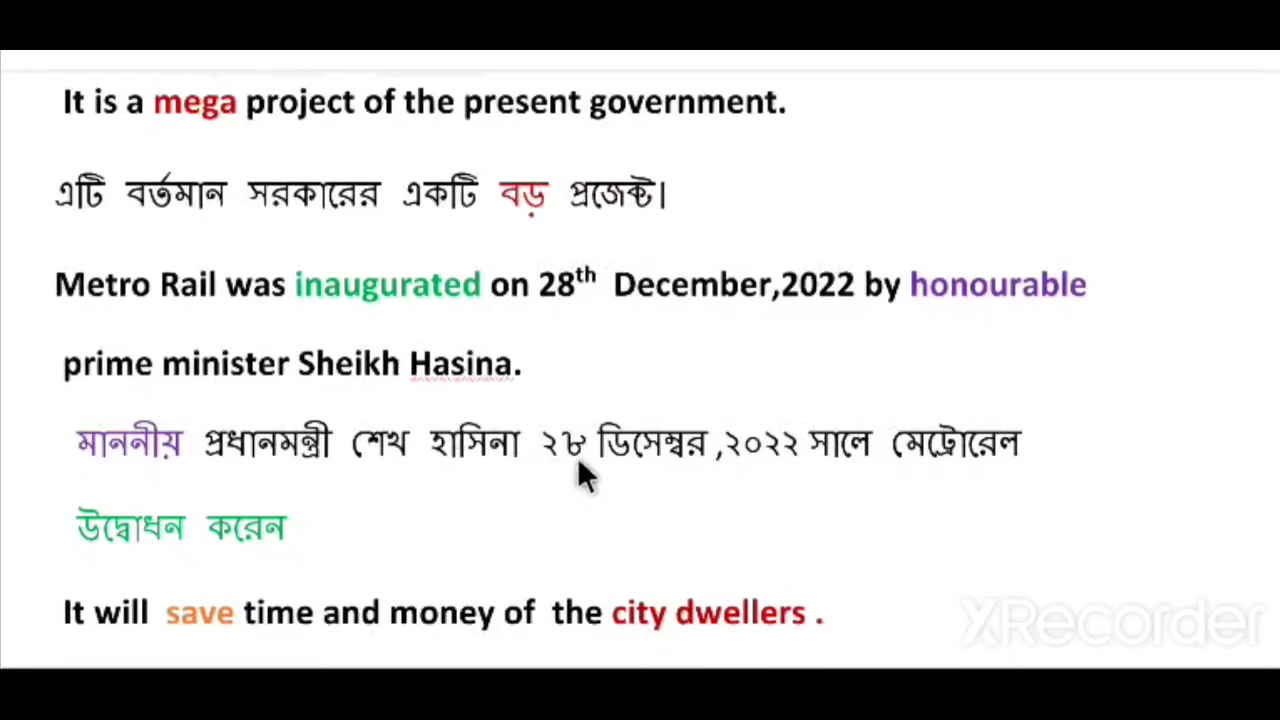 It is a mega project of the present government.
এটি বর্তমান সরকারের একটি বড় প্রজেক্ট।
Metro Rail was inaugurated on 28th December,2022 by honourable
prime minister Sheikh Hasina.
মাননীয় প্রধানমন্ত্রী শেখ হাসিনা ২৮ ডিসেম্বর ,২০২২ সালে মেট্রোরেল
উদ্বোধন করেন
It will save time and money of the city dwellers .
XRecorder